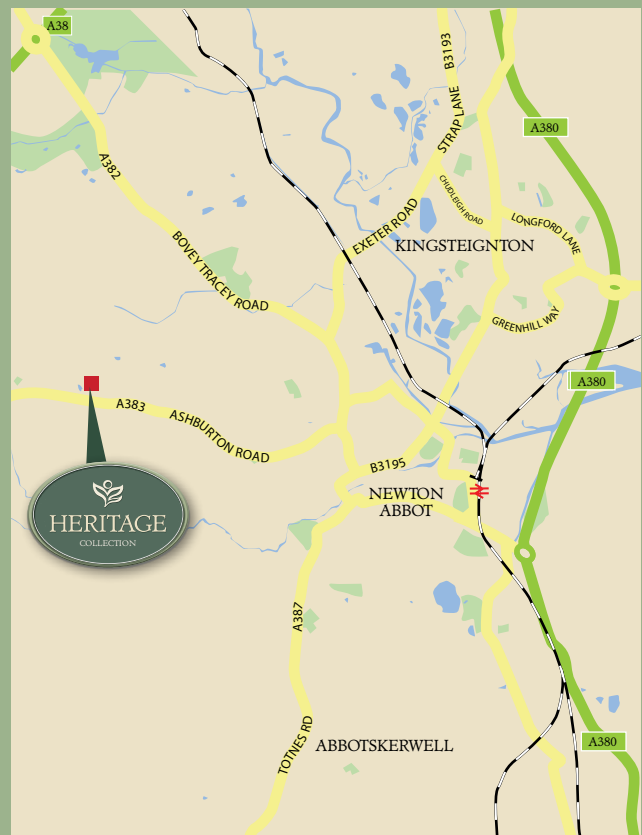 A38
B3193
STRAP LANE
A380
A382
CHUDLEIGH ROAD
EXETER ROAD
LONGFORD LANE
KINGSTEIGNTON
BOVEY TRACEY ROAD
GREENHILL WAY
A380
A383
ASHBURTON ROAD
B3195
NEWTON
ABBOT
HERITAGE
COLLECTION
A387
TOTNES RD
ABBOTSKERWELL
A380